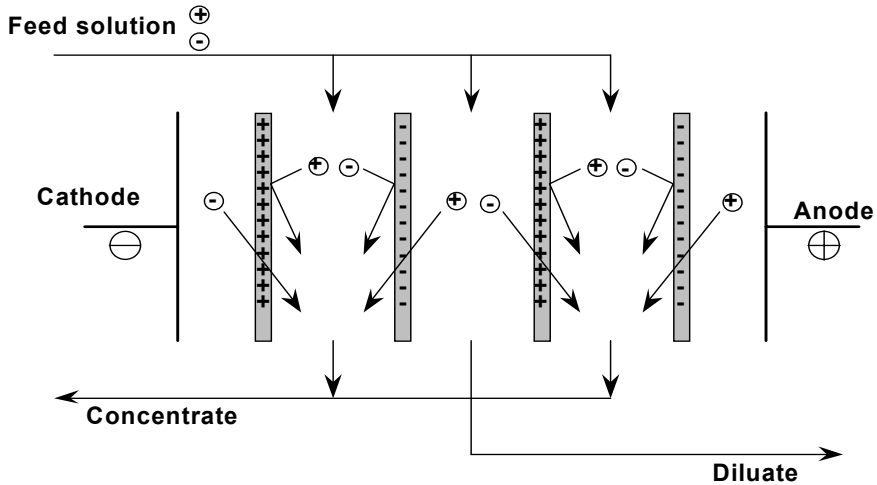 Feed solution
Cathode
Anode
Concentrate
Diluate